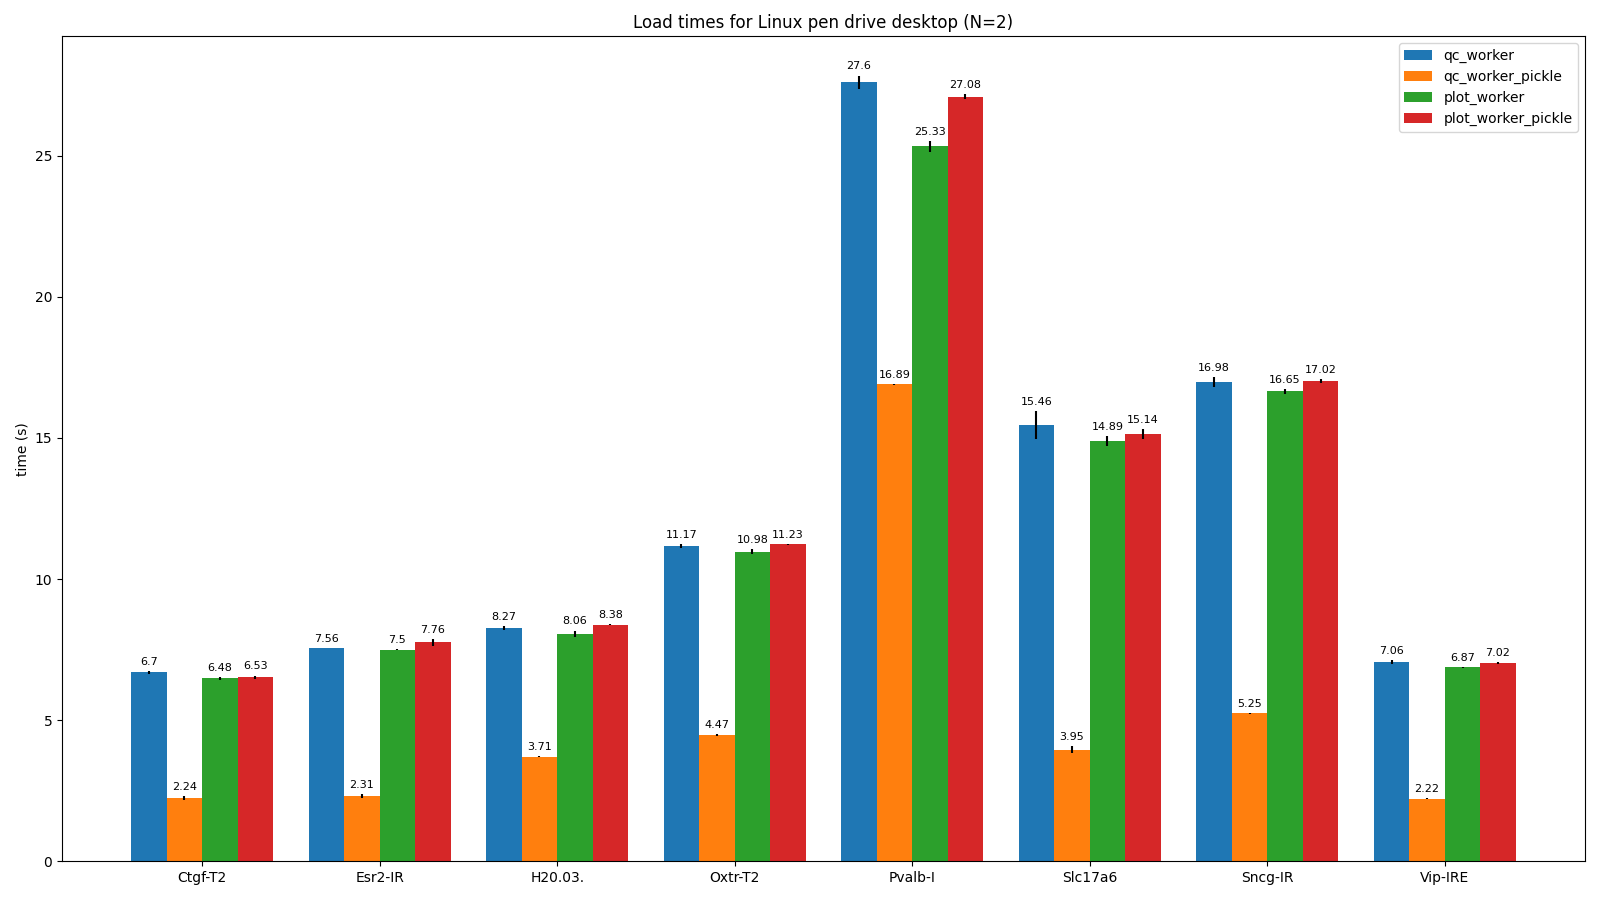 Load times for Linux pen drive desktop (N=2)
qc_worker
qc_worker_pickle
plot_worker
plot_worker_pickle
time (s)
25
20
15
10
5
0
6.7
2.24
6.48
6.53
7.56
2.31
7.5
7.76
8.27
3.71
8.06
8.38
11.17
4.47
10.98
11.23
27.6
16.89
25.33
27.08
15.46
3.95
14.89
15.14
16.98
5.25
16.65
17.02
7.06
2.22
6.87
7.02
Ctgf-T2
Esr2-IR
H20.03.
Oxtr-T2
Pvalb-I
Slc17a6
Sncg-IR
Vip-IRE